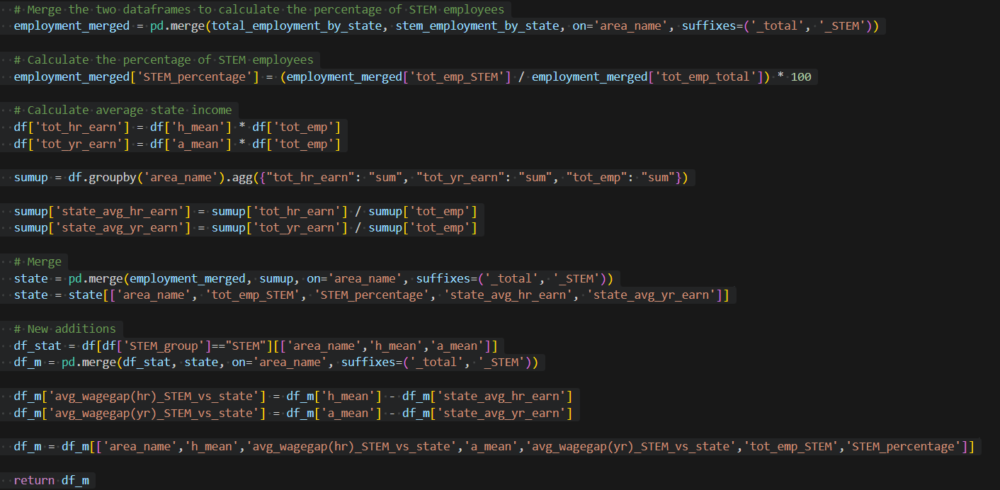 # Merge the two dataframes to calculate the percentage of STEM employees
employment_merged = pd.merge(total_employment_by_state, stem_employment_by_state, on='area_name', suffixes=('_total', '_STEM'))
# Calculate the percentage of STEM employees
employment_merged['STEM_percentage'] = (employment_merged['tot_emp_STEM'] / employment_merged['tot_emp_total']) * 100
# Calculate average state income
df['tot_hr_earn'] = df['h_mean'] * df['tot_emp']
df['tot_yr_earn'] = df['a_mean'] * df['tot_emp']
sumup = df.groupby('area_name').agg({"tot_hr_earn": "sum", "tot_yr_earn": "sum", "tot_emp": "sum"})
sumup['state_avg_hr_earn'] = sumup['tot_hr_earn'] / sumup['tot_emp']
sumup['state_avg_yr_earn'] = sumup['tot_yr_earn'] / sumup['tot_emp']
# Merge
state = pd.merge(employment_merged, sumup, on='area_name', suffixes=('_total', '_STEM'))
state = state[['area_name', 'tot_emp_STEM', 'STEM_percentage', 'state_avg_hr_earn', 'state_avg_yr_earn']]
# New additions
df_stat = df[df['STEM_group']=="STEM"][['area_name','h_mean','a_mean']]
df_m = pd.merge(df_stat, state, on='area_name', suffixes=('_total', '_STEM'))
df_m['avg_wagegap(hr)_STEM_vs_state'] = df_m['h_mean'] - df_m['state_avg_hr_earn']
df_m['avg_wagegap(yr)_STEM_vs_state'] = df_m['a_mean'] - df_m['state_avg_yr_earn']
df_m = df_m[['area_name','h_mean','avg_wagegap(hr)_STEM_vs_state','a_mean','avg_wagegap(yr)_STEM_vs_state','tot_emp_STEM','STEM_percentage']]
return df_m